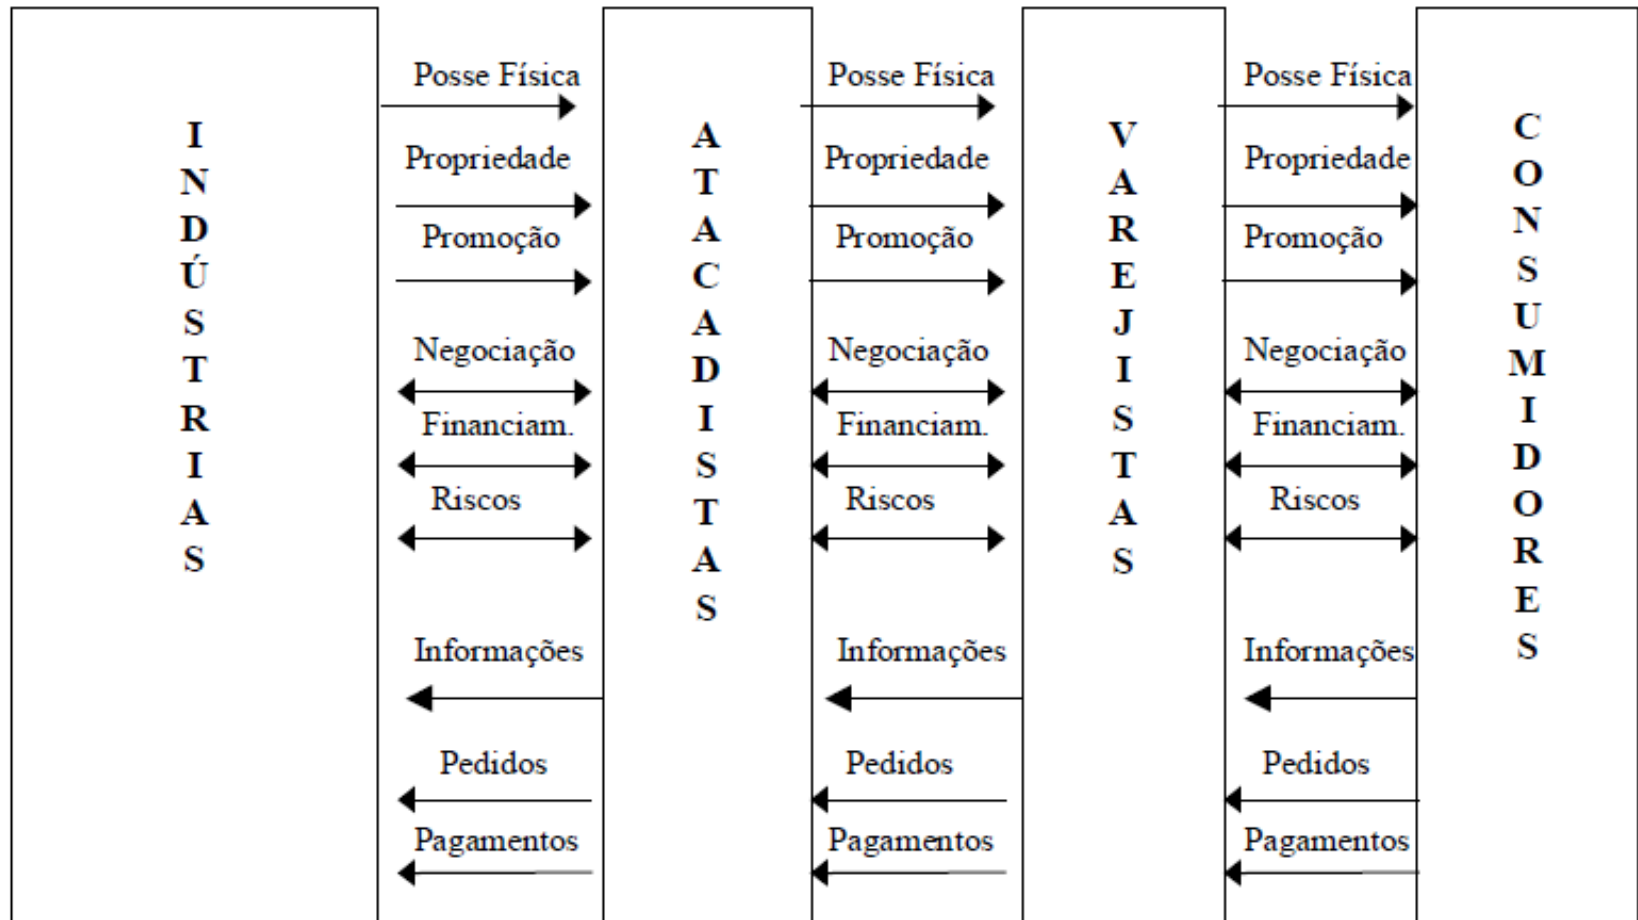 INDÚSTRIAS
ATACADISTAS
VAREJISTAS
CONSUMIDORES
Posse Física Posse Física Posse Física
Propriedade Propriedade Propriedade
Promoção Promoção Promoção
Negociação Negociação Negociação
Financiam. Financiam. Financiam.
Riscos Riscos Riscos
Informações Informações Informações
Pedidos Pedidos Pedidos
Pagamentos Pagamentos Pagamentos